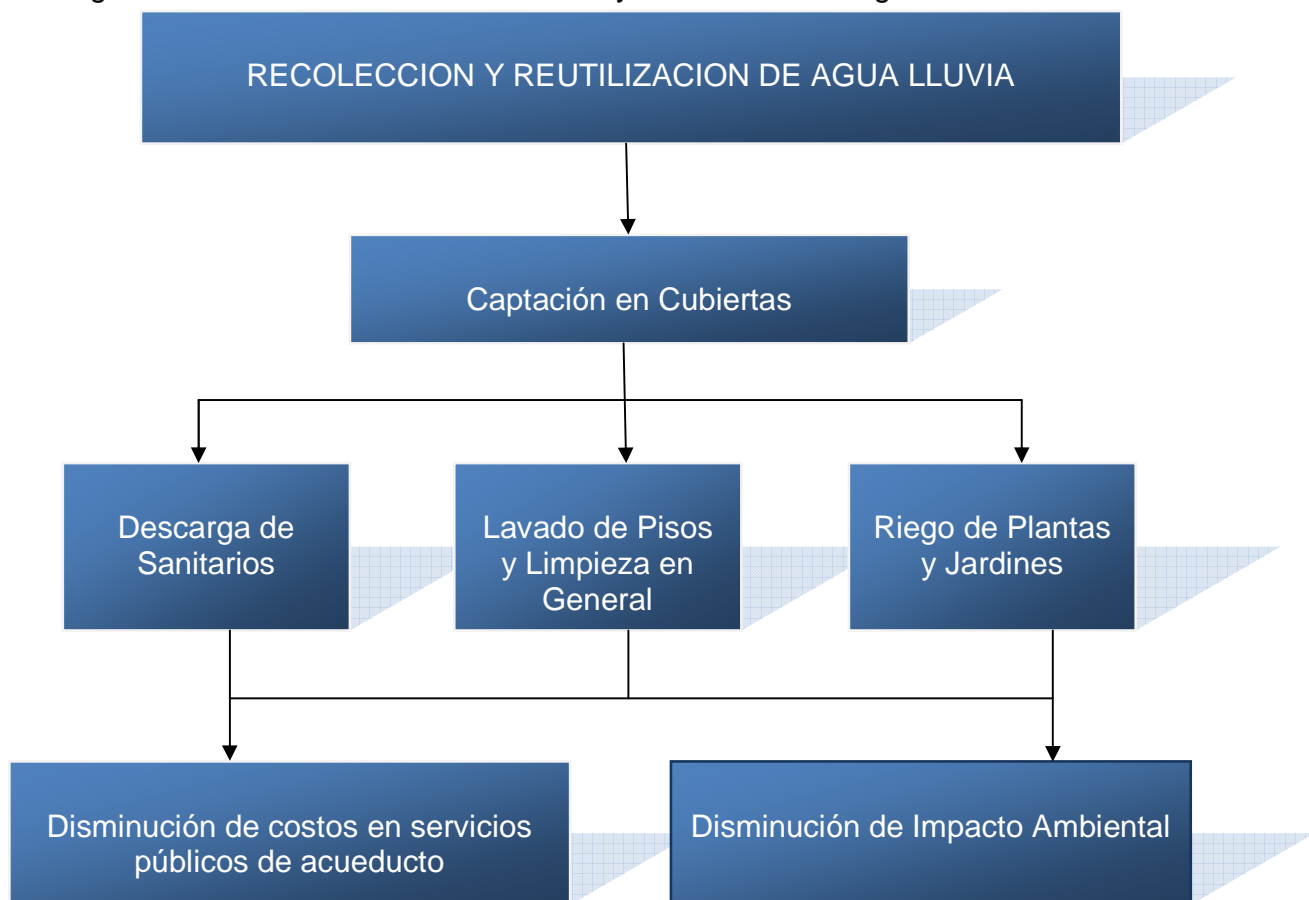 RECOLECCION Y REUTILIZACION DE AGUA LLUVIA
Captación en Cubiertas
Descarga de
Sanitarios
Lavado de Pisos
y Limpieza en
General
Riego de Plantas
y Jardines
Disminución de costos en servicios
públicos de acueducto
Disminución de Impacto Ambiental